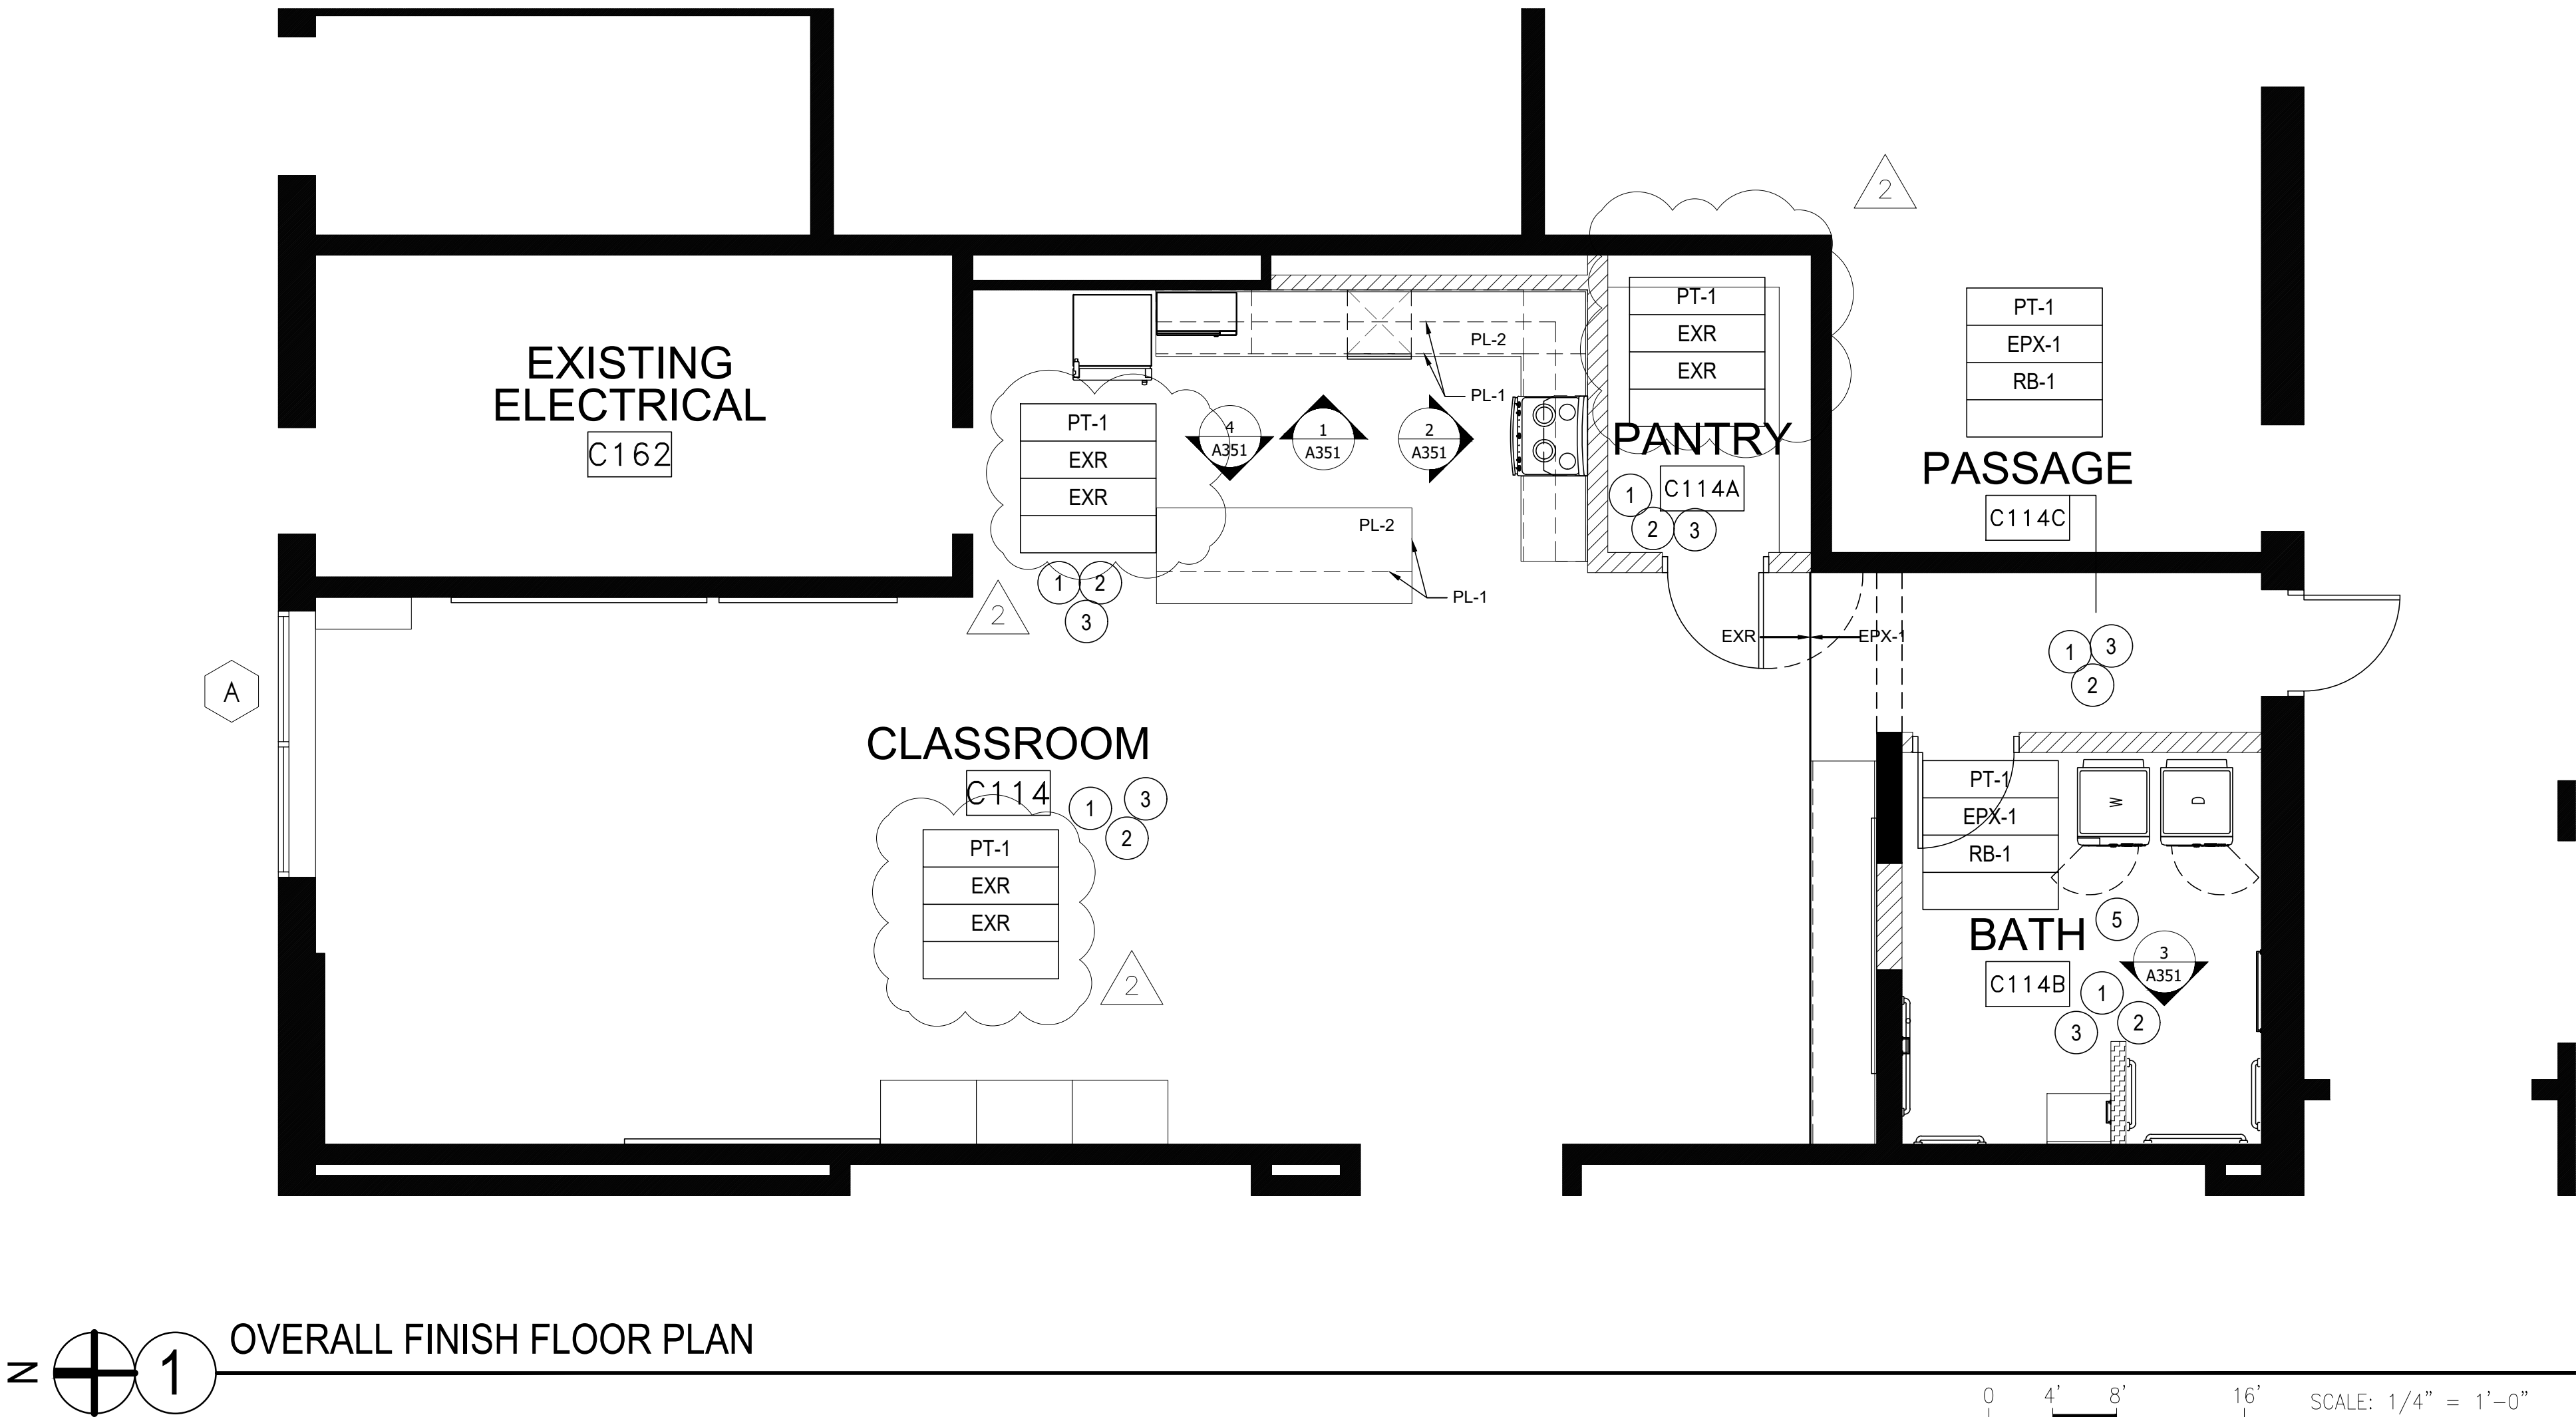 2
PT-1
EXR
EXR
PT-1
EPX-1
RB-1
EXISTING
ELECTRICAL
C162
PL-2
PL-1
PT-1
EXR
EXR
4
A351
1
A351
2
A351
PANTRY
C114A
1
2
3
PASSAGE
C114C
PL-2
PL-1
1
2
3
2
EXR
EPX-1
1
3
2
A
CLASSROOM
C114
1
3
2
PT-1
EXR
EXR
2
PT-1
EPX-1
RB-1
W
D
5
BATH
C114B
3
A351
1
2
3
N
1
OVERALL FINISH FLOOR PLAN
0 4' 8' 16'
SCALE: 1/4" = 1'-0"